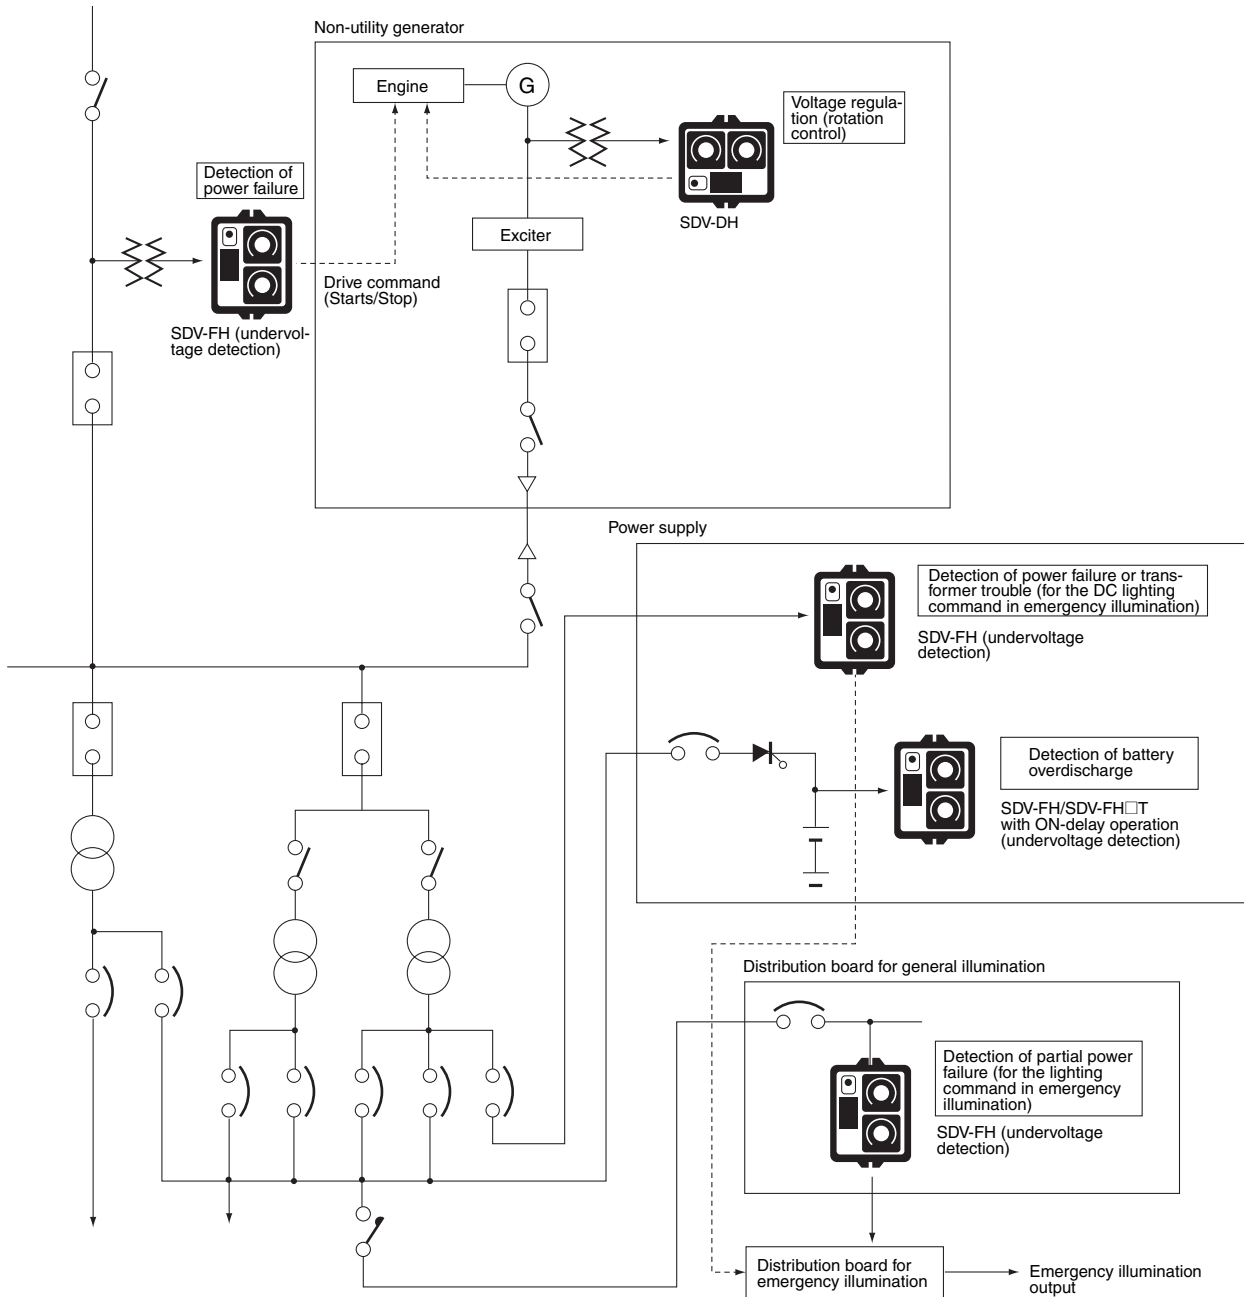 Non-utility generator
Engine
G
Voltage regula-
tion (rotation
control)
SDV-DH
Detection of
power failure
Exciter
Drive command
(Starts/Stop)
SDV-FH (undervol-
tage detection)
Power supply
Detection of power failure or trans-
former trouble (for the DC lighting
command in emergency illumination)
SDV-FH (undervoltage
detection)
Detection of battery
overdischarge
SDV-FH/SDV-FH□T
with ON-delay operation
(undervoltage detection)
Distribution board for general illumination
Detection of partial power
failure (for the lighting
command in emergency
illumination)
SDV-FH (undervoltage
detection)
Distribution board for
emergency illumination
Emergency illumination
output